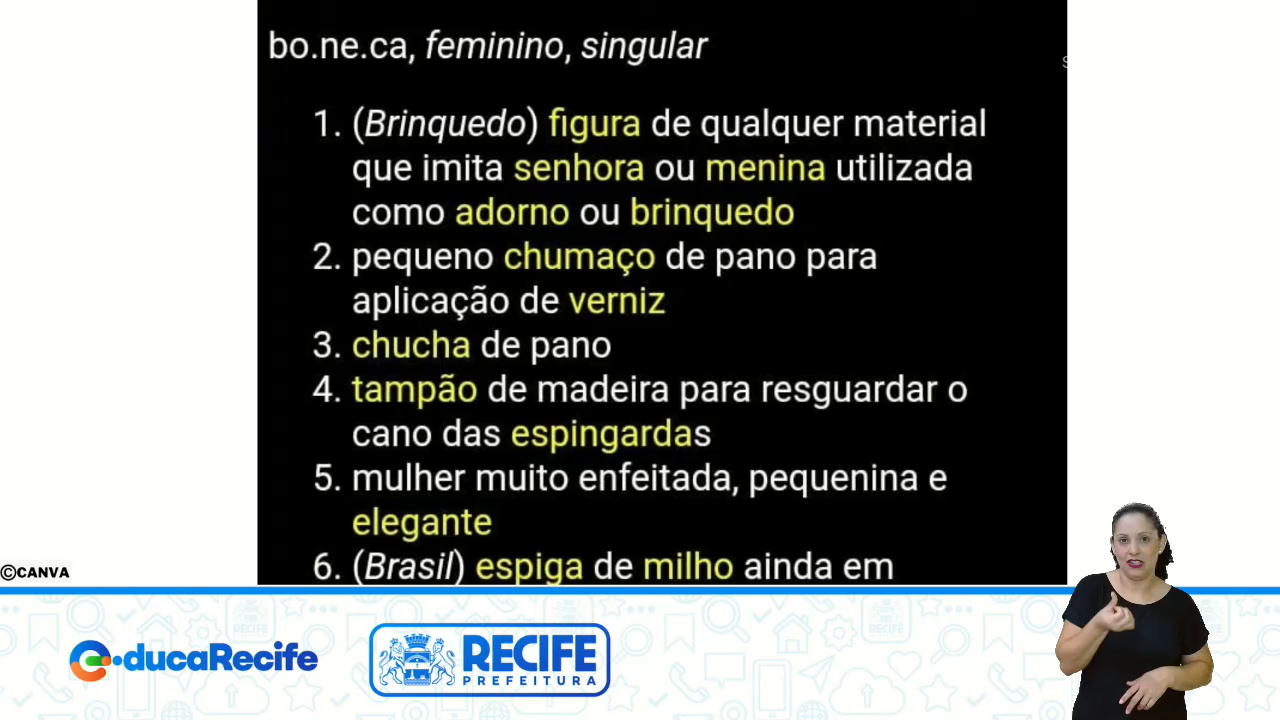 bo.ne.ca, feminino, singular
1. (Brinquedo) figura de qualquer material
que imita senhora ou menina utilizada
como adorno ou brinquedo
2. pequeno chumaço de pano para
aplicação de verniz
3. chucha de pano
4. tampão de madeira para resguardar o
cano das espingardas
5. mulher muito enfeitada, pequenina e
elegante
6. (Brasil) espiga de milho ainda em
©CANVA
educaRecife
RECIFE
PREFEITURA